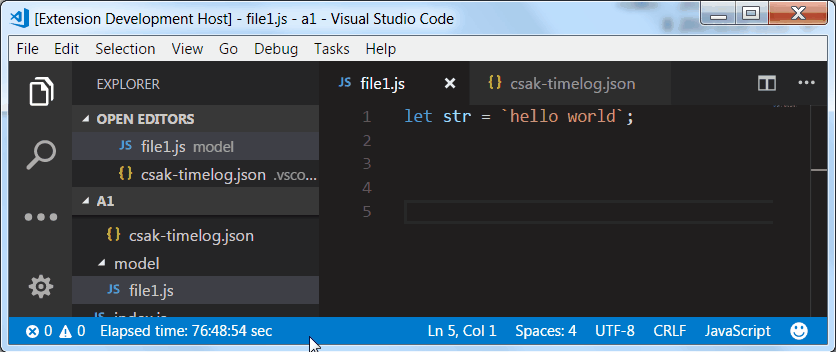 [Extension Development Host] - file1.js - a1 - Visual Studio Code
File Edit Selection View Go Debug Tasks Help
EXPLORER
OPEN EDITORS
JS file1.js model
{} csak-timelog.json .vsco...
A1
{} csak-timelog.json
model
JS file1.js
JS file1.js
{} csak-timelog.json
1 let str = `hello world`;
2
3
4
5
0 0 Elapsed time: 76:48:54 sec Ln 5, Col 1 Spaces: 4 UTF-8 CRLF JavaScript